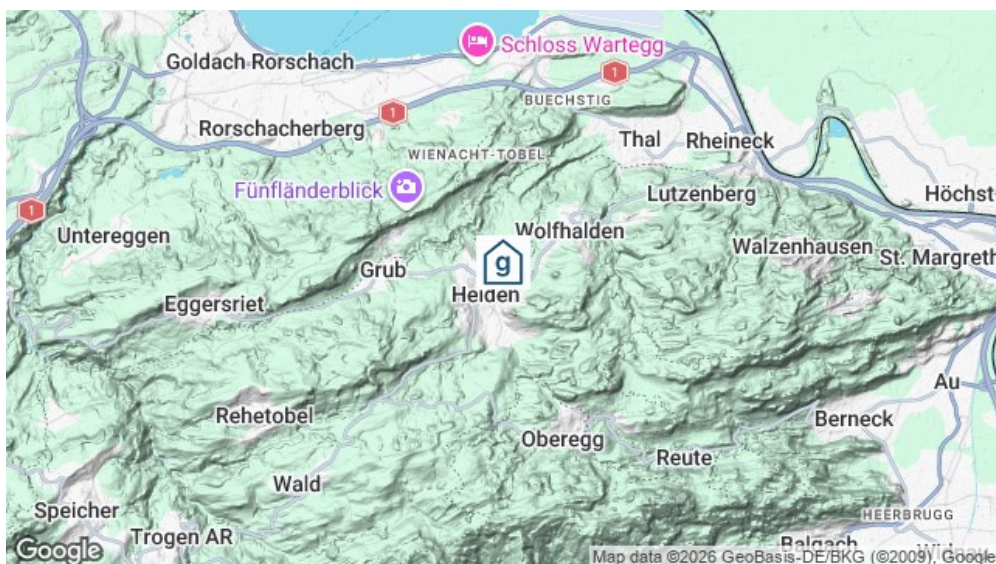 Schloss Wartegg
Goldach Rorschach
1
BUECHSTIG
1
Rorschacherberg
Thal
Rheineck
WIENACHT-TOBEL
Fünfländerblick
Lutzenberg
Höchst
1
Untereggen
Wolfhalden
Walzenhausen
St. Margreth
g
Grub
Heiden
Eggersriet
Au
Rehetobel
Berneck
Oberegg
Reute
Wald
Speicher
HEERBRUGG
Trogen AR
Balgach
Widnau
Google
Map data ©2026 GeoBasis-DE/BKG (©2009), Google